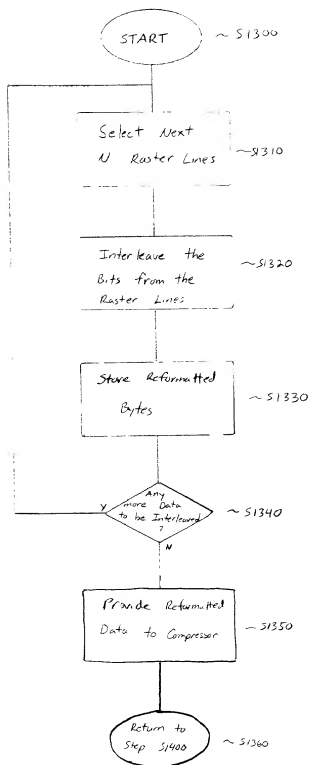 START ~ S1300
Select Next
N Raster Lines ~S1310
Interleave the
Bits from the ~S1320
Raster Lines
Store Reformatted
Bytes ~ S1330
Any
more Data
to be Interleaved ~ S1340
?
Y
N
Provide Reformatted
Data to Compressor ~ S1350
Return to
Step S1400 ~ S1360